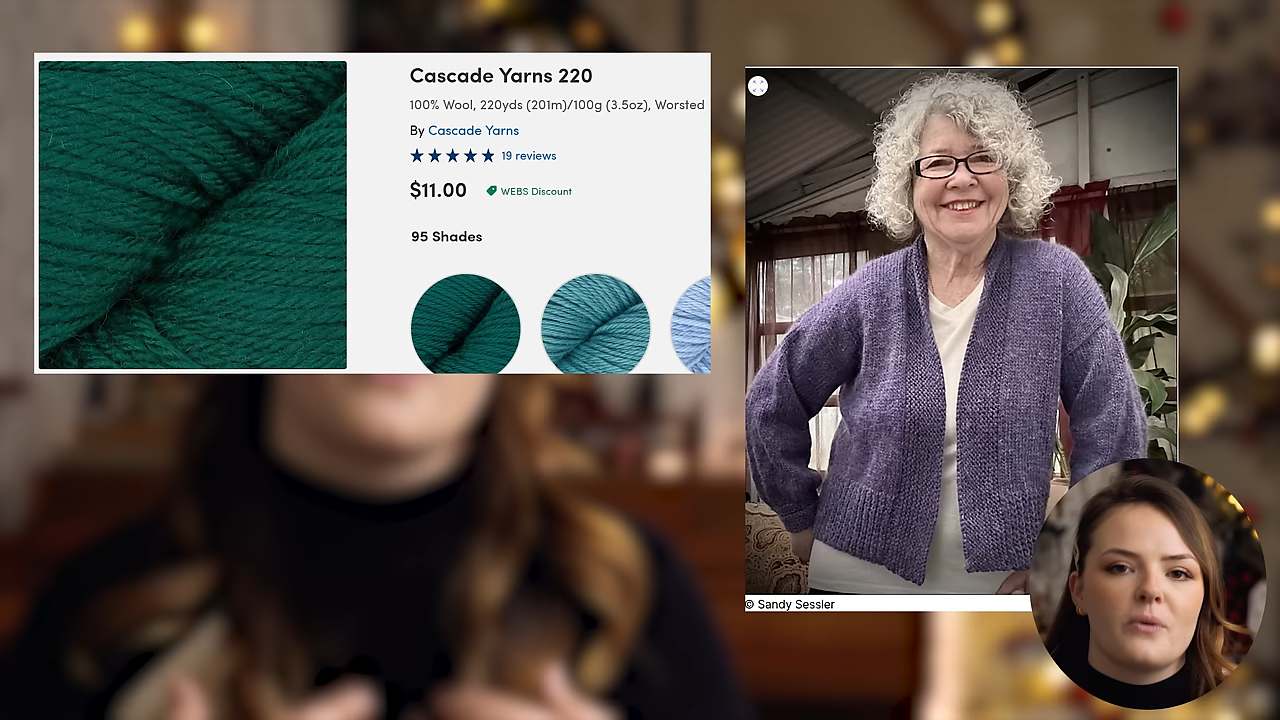 Cascade Yarns 220
100% Wool, 220yds (201m)/100g (3.5oz), Worsted
By Cascade Yarns
19 reviews
$11.00 WEBS Discount
95 Shades
© Sandy Sessler